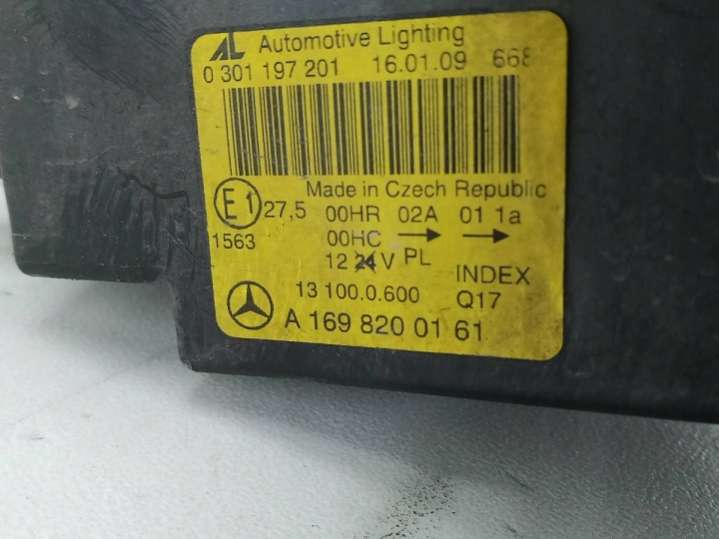 AL Automotive Lighting
0 301 197 201 16.01.09 668
Made in Czech Republic
E1 27,5 00HR 02A 01 1a
1563 00HC → →
12 24 V PL
INDEX
13 100.0.600 Q17
A 169 820 01 61